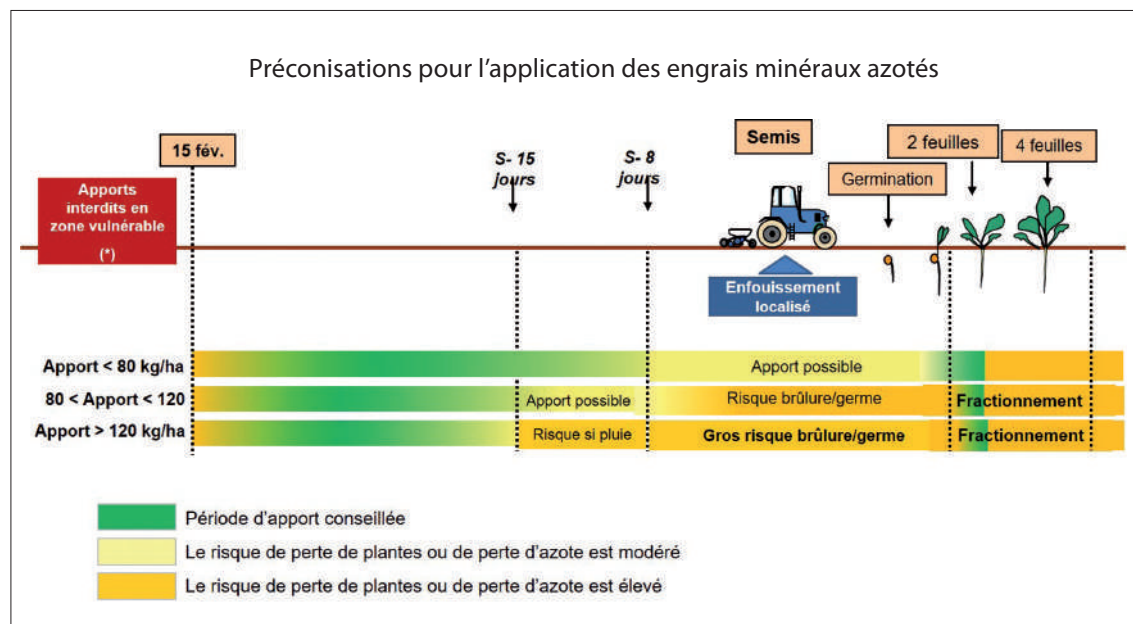 Préconisations pour l'application des engrais minéraux azotés
15 fév.
S- 15
jours
S- 8
jours
Semis
Germination
2 feuilles
4 feuilles
Apports
interdits en
zone vulnérable
(*)
Enfouissement
localisé
Apport < 80 kg/ha
Apport possible
80 < Apport < 120
Apport possible
Risque brûlure/germe
Fractionnement
Apport > 120 kg/ha
Risque si pluie
Gros risque brûlure/germe
Fractionnement
Période d'apport conseillée
Le risque de perte de plantes ou de perte d'azote est modéré
Le risque de perte de plantes ou de perte d'azote est élevé